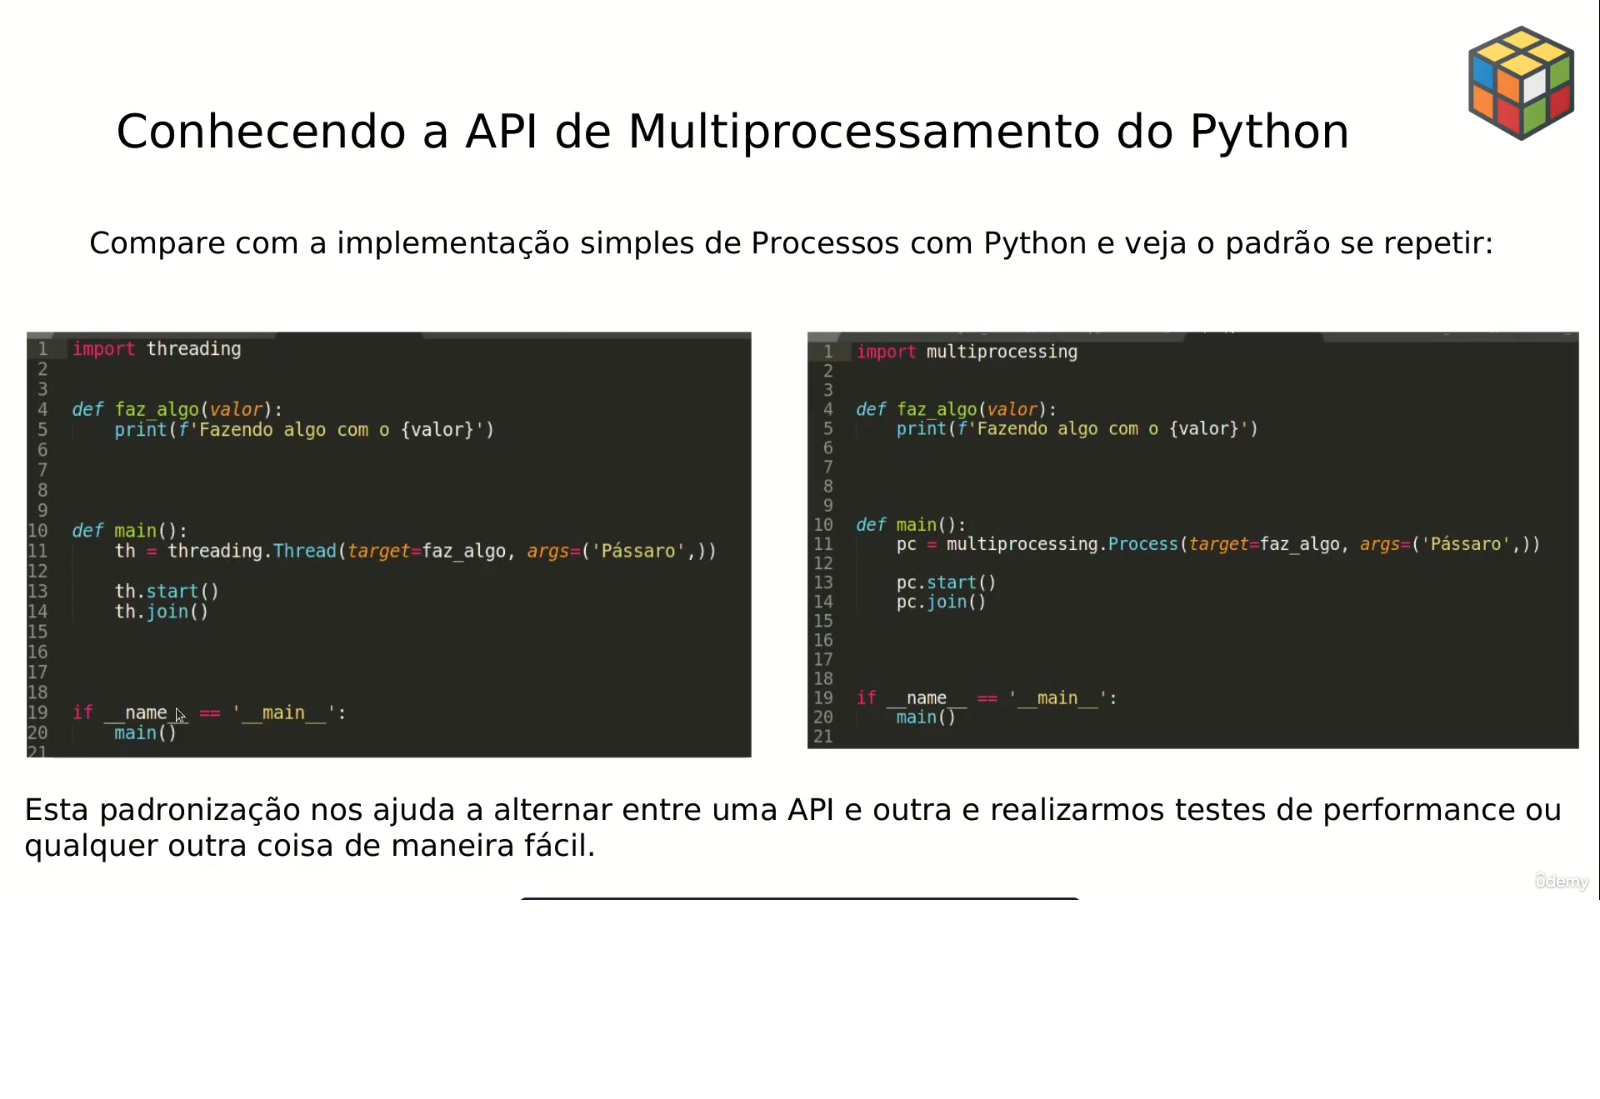 Conhecendo a API de Multiprocessamento do Python
Compare com a implementação simples de Processos com Python e veja o padrão se repetir:
1 import threading
2
3
4 def faz_algo(valor):
5 print(f'Fazendo algo com o {valor}')
6
7
8
9
10 def main():
11 th = threading.Thread(target=faz_algo, args=('Pássaro',))
12
13 th.start()
14 th.join()
15
16
17
18
19 if __name__ == '__main__':
20 main()
21
1 import multiprocessing
2
3
4 def faz_algo(valor):
5 print(f'Fazendo algo com o {valor}')
6
7
8
9
10 def main():
11 pc = multiprocessing.Process(target=faz_algo, args=('Pássaro',))
12
13 pc.start()
14 pc.join()
15
16
17
18
19 if __name__ == '__main__':
20 main()
21
Esta padronização nos ajuda a alternar entre uma API e outra e realizarmos testes de performance ou
qualquer outra coisa de maneira fácil.
ûdemy